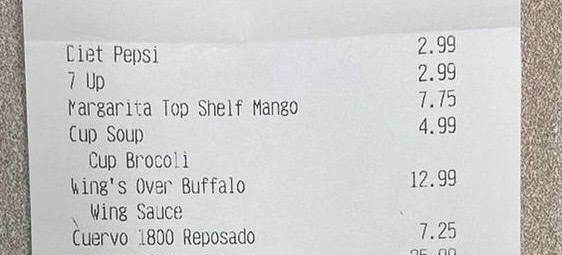 Diet Pepsi 2.99
7 Up 2.99
Margarita Top Shelf Mango 7.75
Cup Soup 4.99
Cup Brocoli
Wing's Over Buffalo 12.99
Wing Sauce
Cuervo 1800 Reposado 7.25